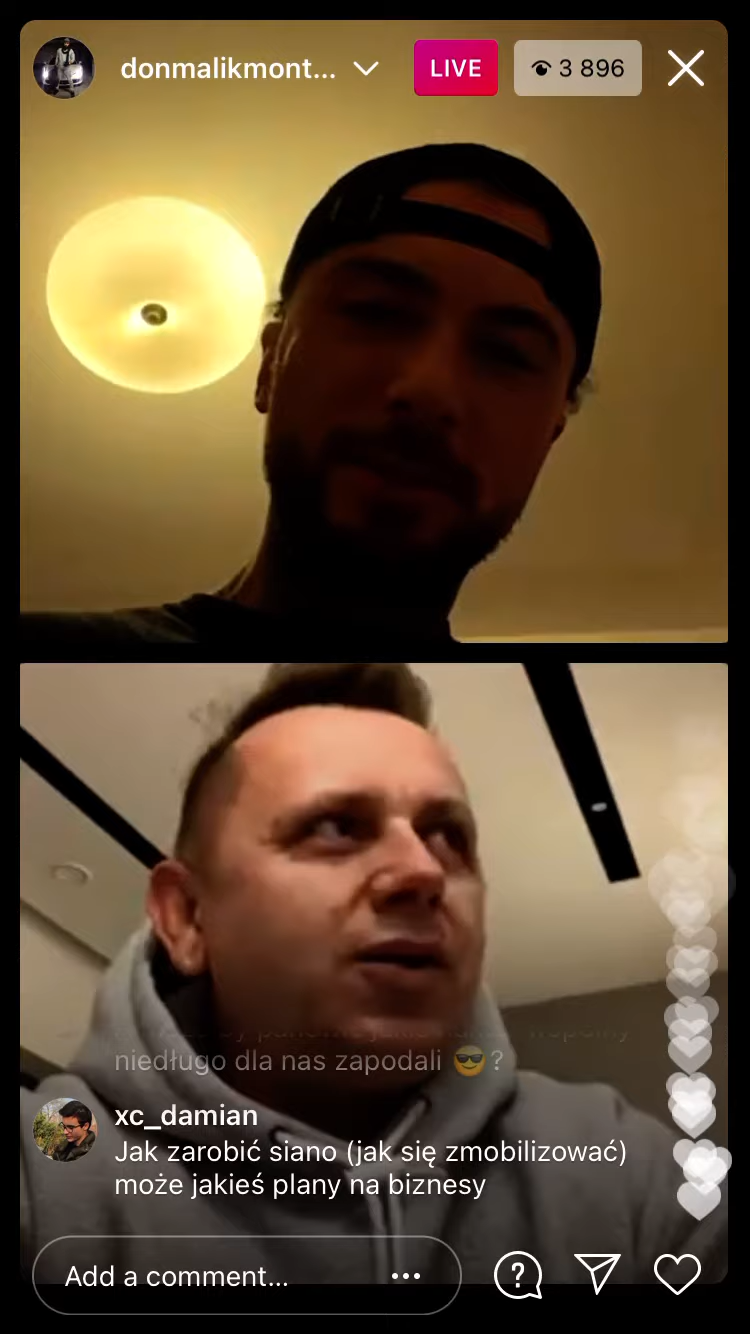 donmalikmont...
LIVE
3 896
niedługo dla nas zapodali 😎?
xc_damian
Jak zarobić siano (jak się zmobilizować)
może jakieś plany na biznesy
Add a comment...